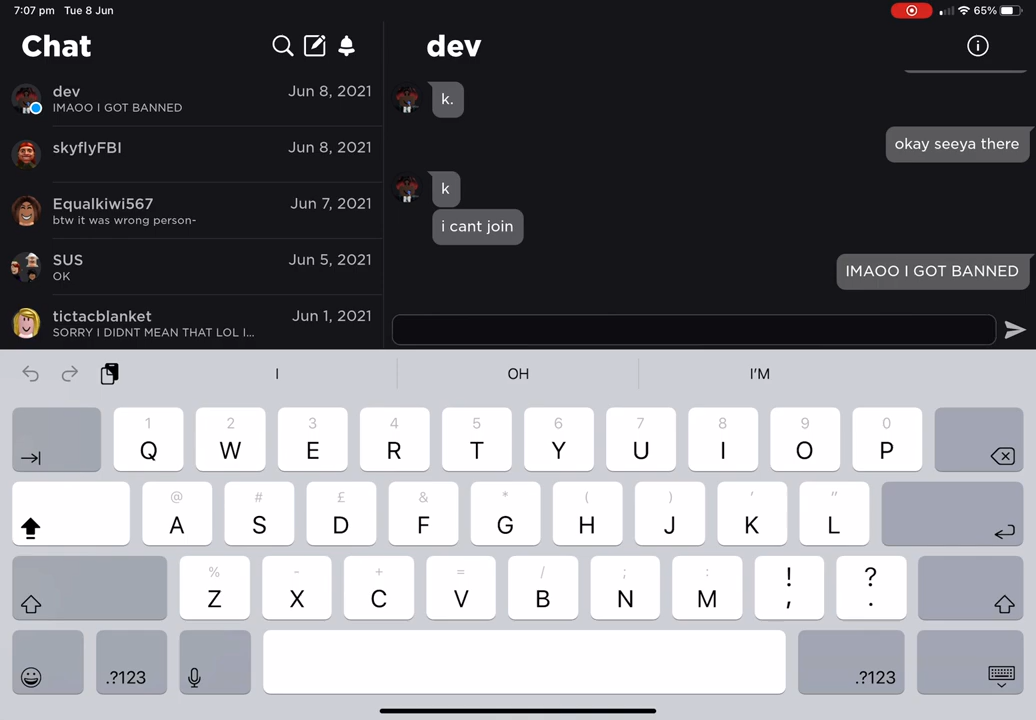 7:07 pm Tue 8 Jun
65%
Chat
dev
dev Jun 8, 2021
IMAOO I GOT BANNED
skyflyFBI Jun 8, 2021
Equalkiwi567 Jun 7, 2021
btw it was wrong person-
SUS Jun 5, 2021
OK
tictacblanket Jun 1, 2021
SORRY I DIDNT MEAN THAT LOL I...
k.
okay seeya there
k
i cant join
IMAOO I GOT BANNED
I OH I'M
1 2 3 4 5 6 7 8 9 0
Q W E R T Y U I O P
@ # £ & * ( ) ' "
A S D F G H J K L
% - + = / ; : ! ?
Z X C V B N M , .
.?123 .?123